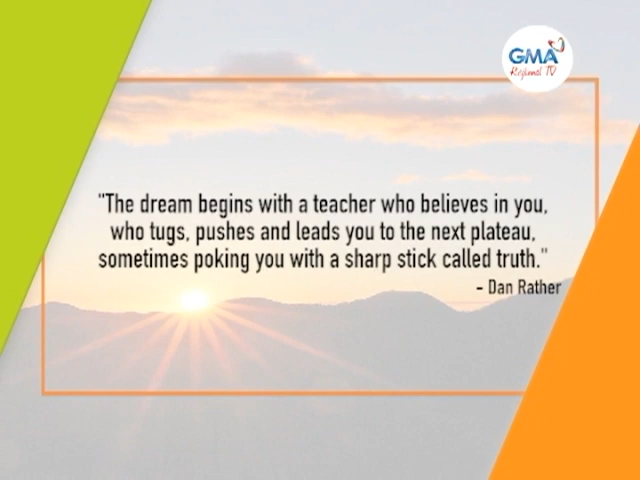 GMA
Regional TV
"The dream begins with a teacher who believes in you,
who tugs, pushes and leads you to the next plateau,
sometimes poking you with a sharp stick called truth."
- Dan Rather